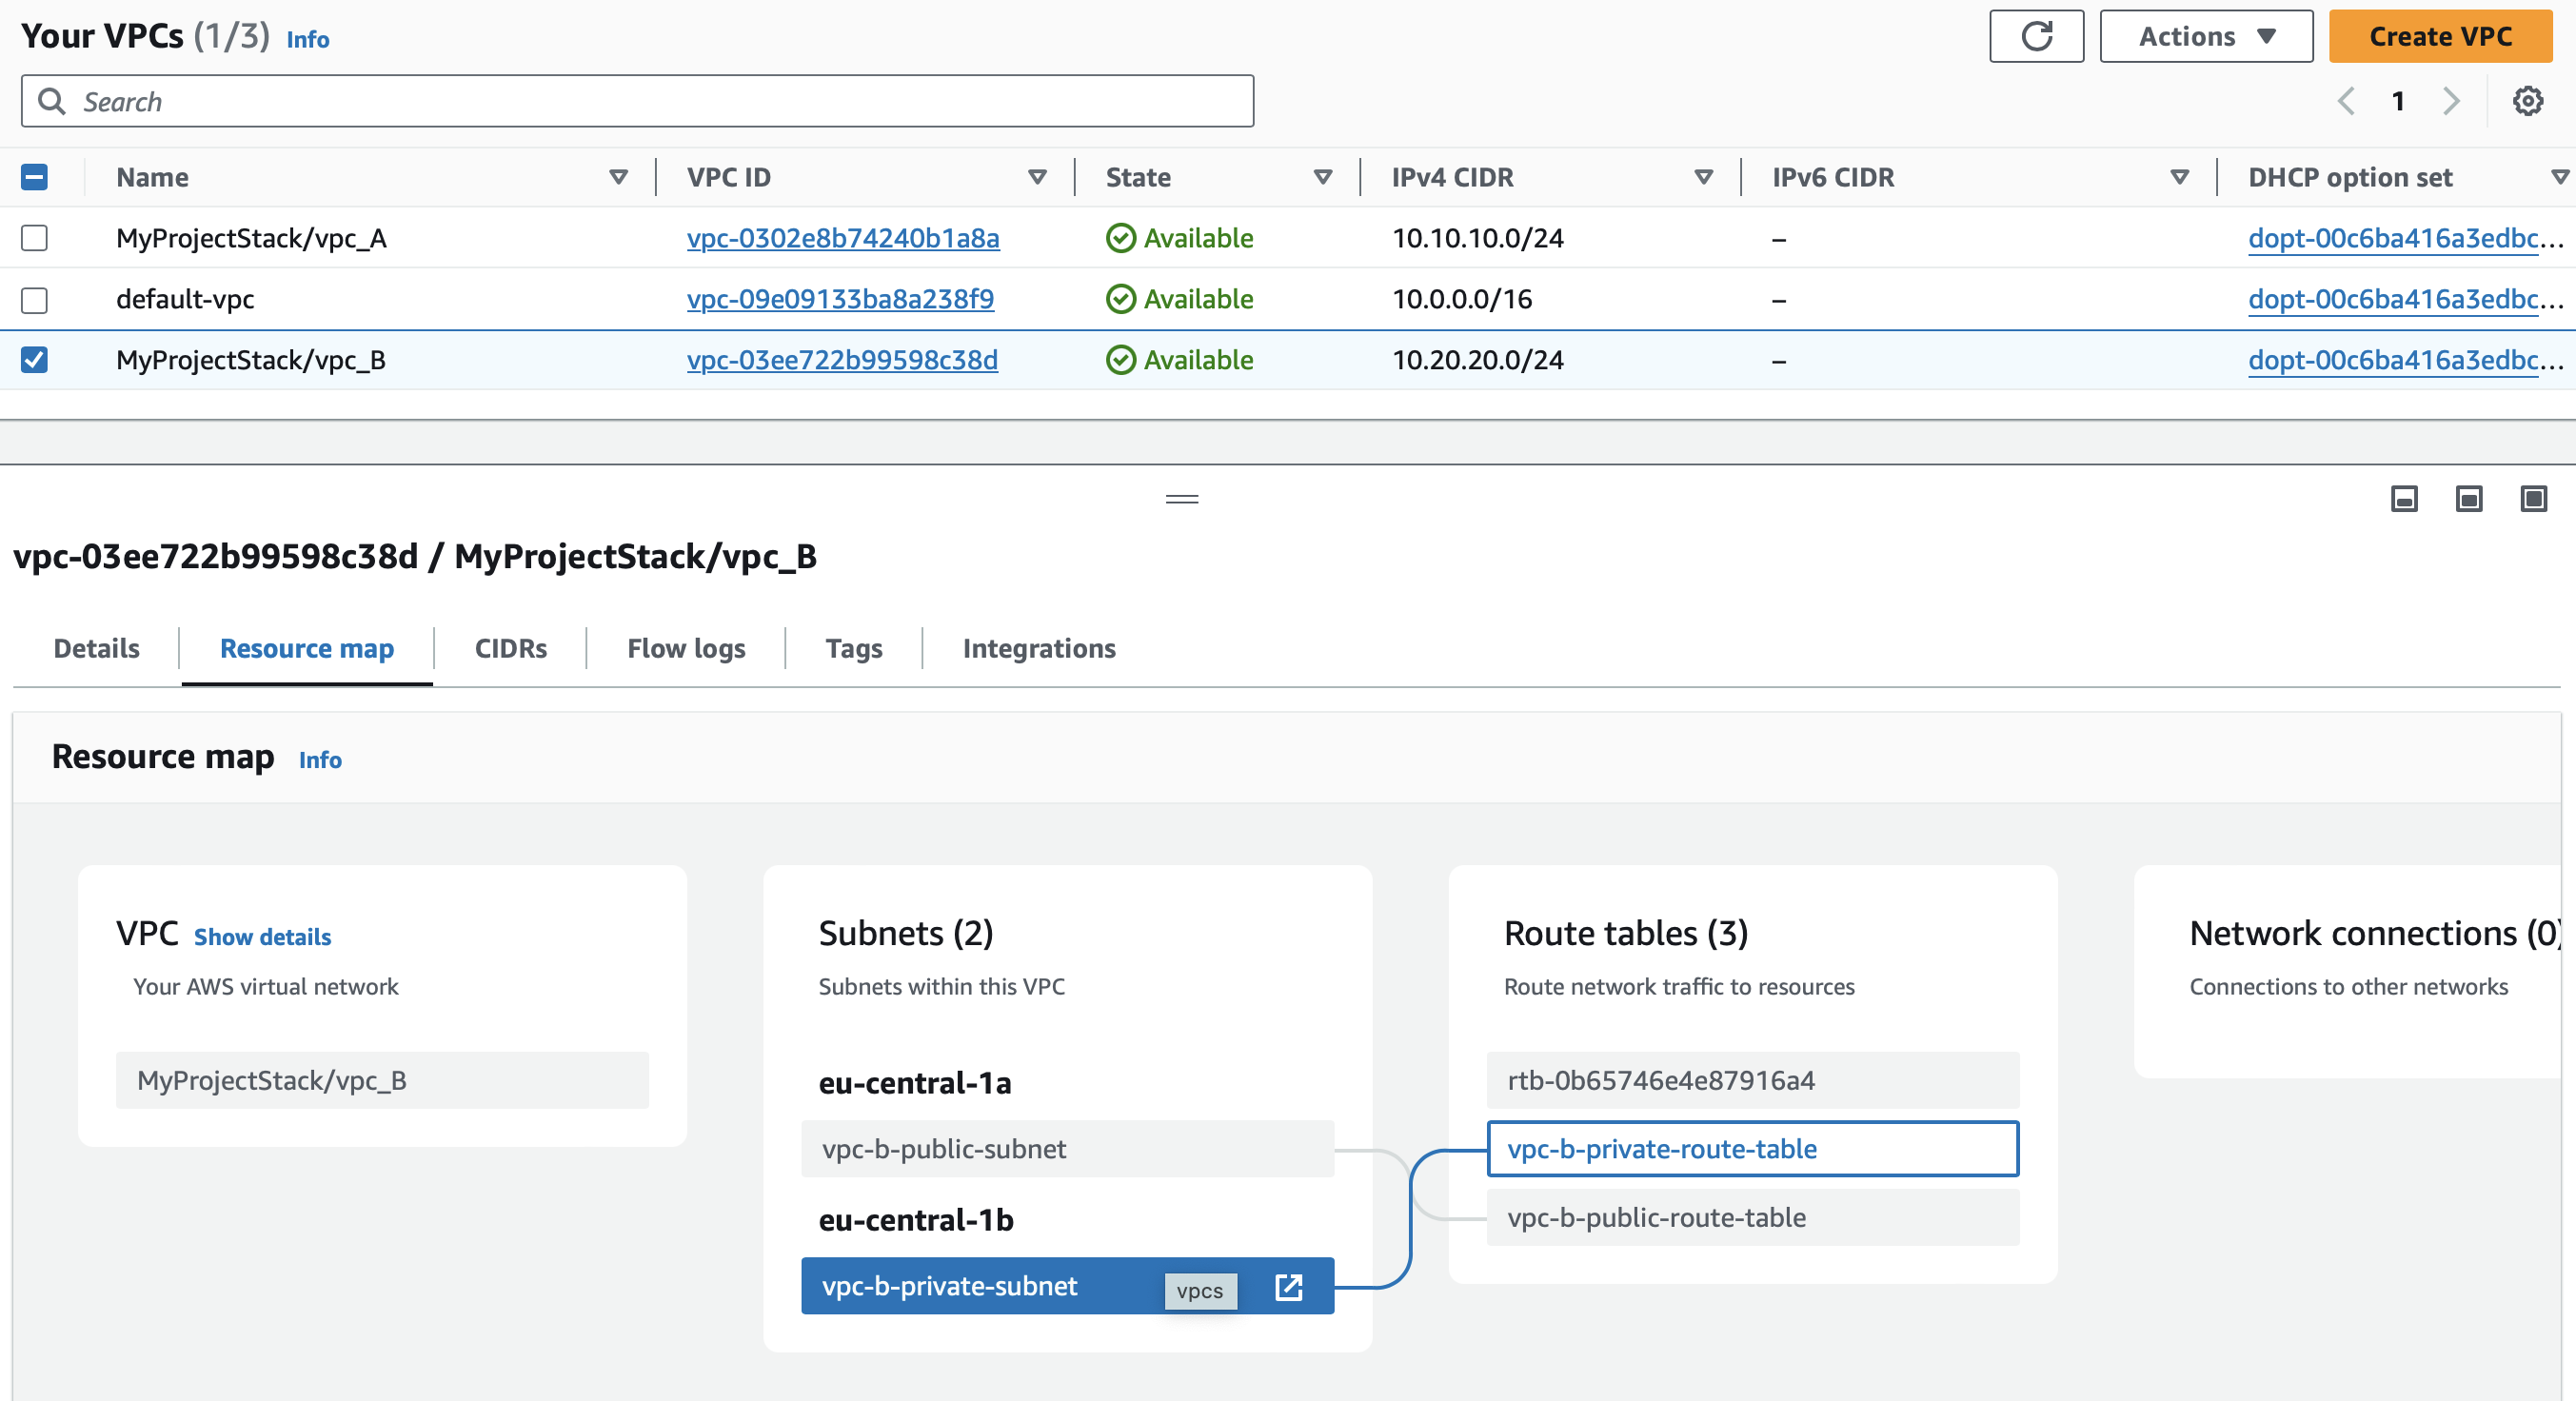 Your VPCs (1/3) Info
Actions
Create VPC
Search
1
Name VPC ID State IPv4 CIDR IPv6 CIDR DHCP option set
MyProjectStack/vpc_A vpc-0302e8b74240b1a8a Available 10.10.10.0/24 – dopt-00c6ba416a3edbc...
default-vpc vpc-09e09133ba8a238f9 Available 10.0.0.0/16 – dopt-00c6ba416a3edbc...
MyProjectStack/vpc_B vpc-03ee722b99598c38d Available 10.20.20.0/24 – dopt-00c6ba416a3edbc...
vpc-03ee722b99598c38d / MyProjectStack/vpc_B
Details Resource map CIDRs Flow logs Tags Integrations
Resource map Info
VPC Show details
Your AWS virtual network
MyProjectStack/vpc_B
Subnets (2)
Subnets within this VPC
eu-central-1a
vpc-b-public-subnet
eu-central-1b
vpc-b-private-subnet
vpcs
Route tables (3)
Route network traffic to resources
rtb-0b65746e4e87916a4
vpc-b-private-route-table
vpc-b-public-route-table
Network connections (0)
Connections to other networks